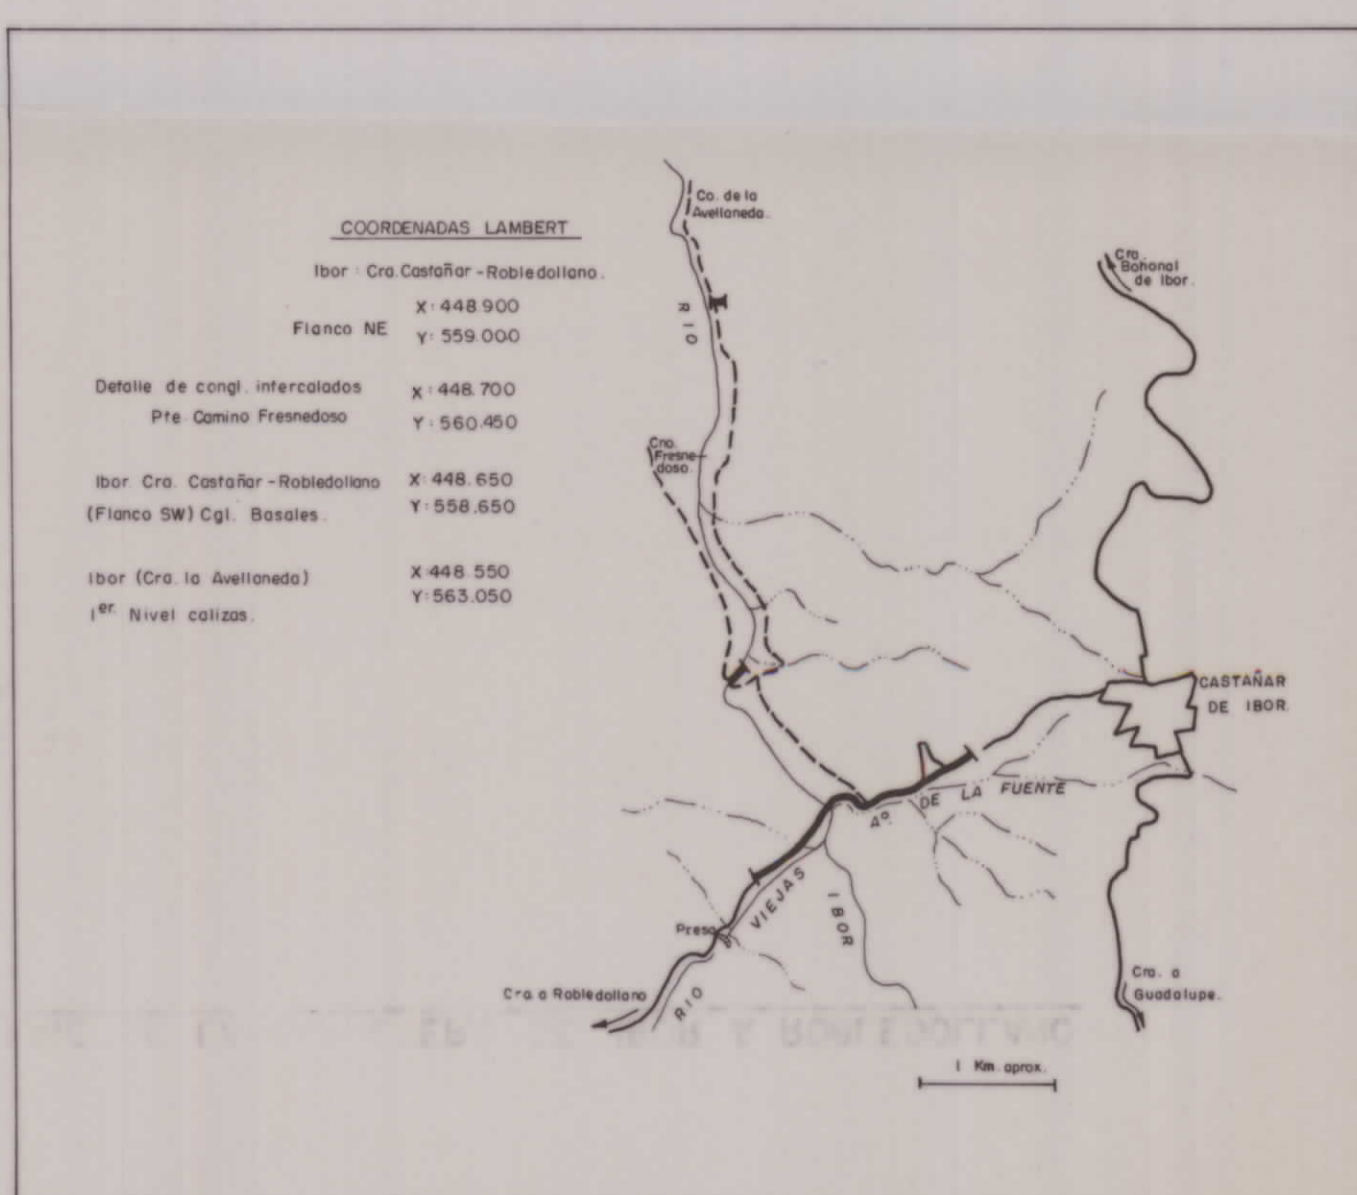 COORDENADAS LAMBERT
Ibor : Cra. Castañar - Robledollano.
X: 448.900
Flanco NE
Y: 559.000
Detalle de congl. intercalados
X: 448.700
Pte Camino Fresnedoso
Y: 560.450
Ibor. Cra. Castañar - Robledollano
X: 448.650
(Flanco SW) Cgl. Basales.
Y: 558.650
Ibor (Cra. la Avellaneda)
X: 448.550
Y: 563.050
1er. Nivel calizas.
Co. de la
Avellaneda.
Cra.
Bohonal
de Ibor.
RIO
Cno.
Fresne-
doso.
CASTAÑAR
DE IBOR.
Aº. DE LA FUENTE
VIEJAS
IBOR
Presa
Cra. a Robledollano
RIO
Cra. a
Guadalupe.
1 Km. aprox.
A ROBLEDOLLANO